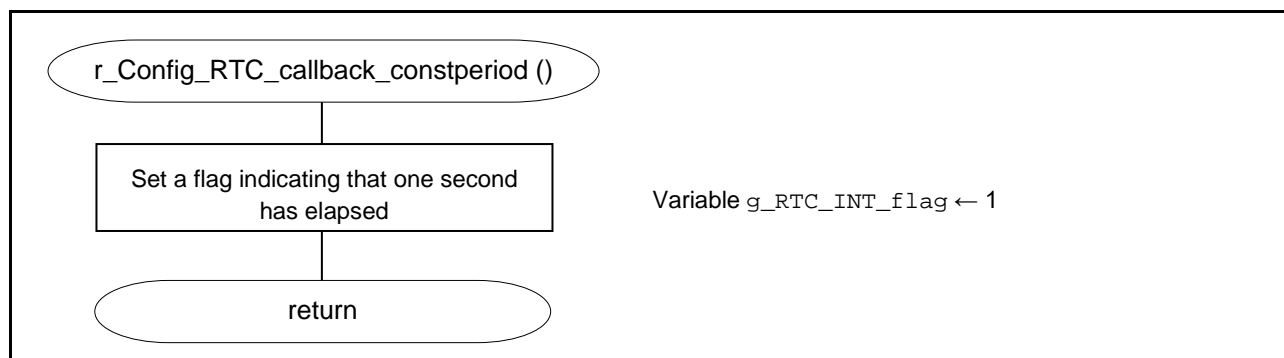 r_Config_RTC_callback_constperiod ()
Set a flag indicating that one second
has elapsed
Variable g_RTC_INT_flag ← 1
return